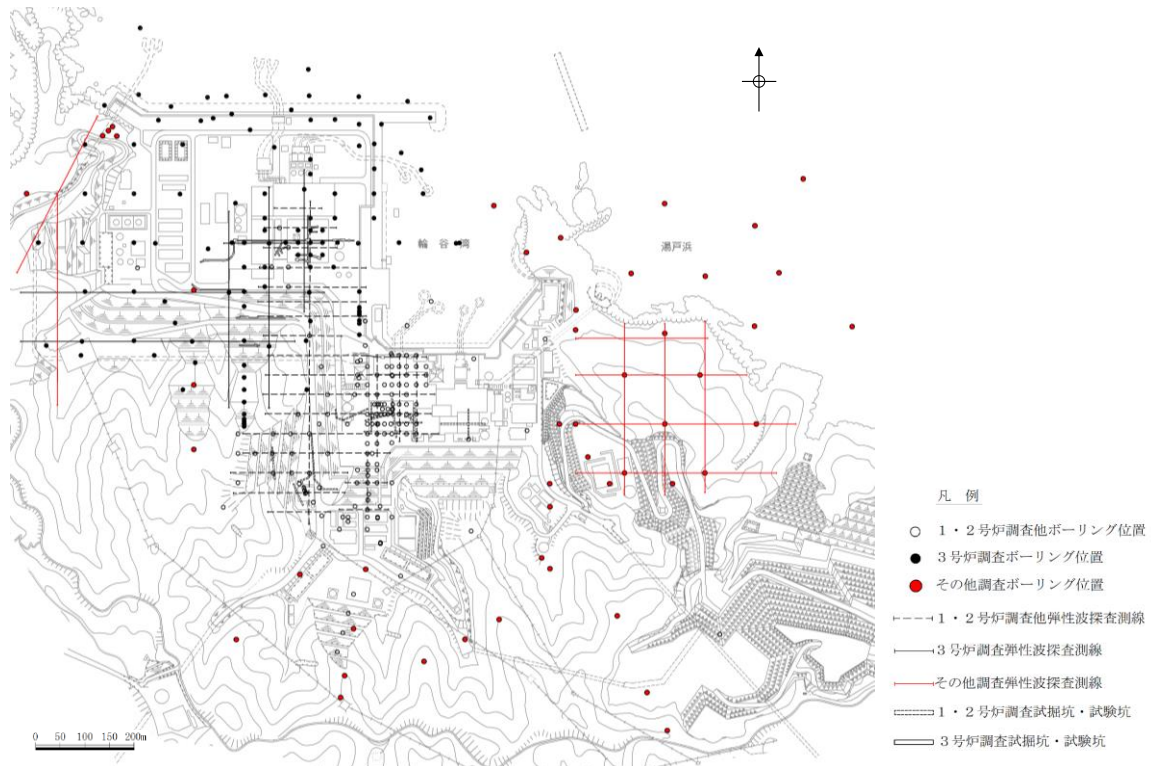 輪谷湾
湯戸浜
凡 例
1・2号炉調査他ボーリング位置
3号炉調査ボーリング位置
その他調査ボーリング位置
1・2号炉調査他弾性波探査測線
3号炉調査弾性波探査測線
その他調査弾性波探査測線
1・2号炉調査試掘坑・試験坑
3号炉調査試掘坑・試験坑
0 50 100 150 200m